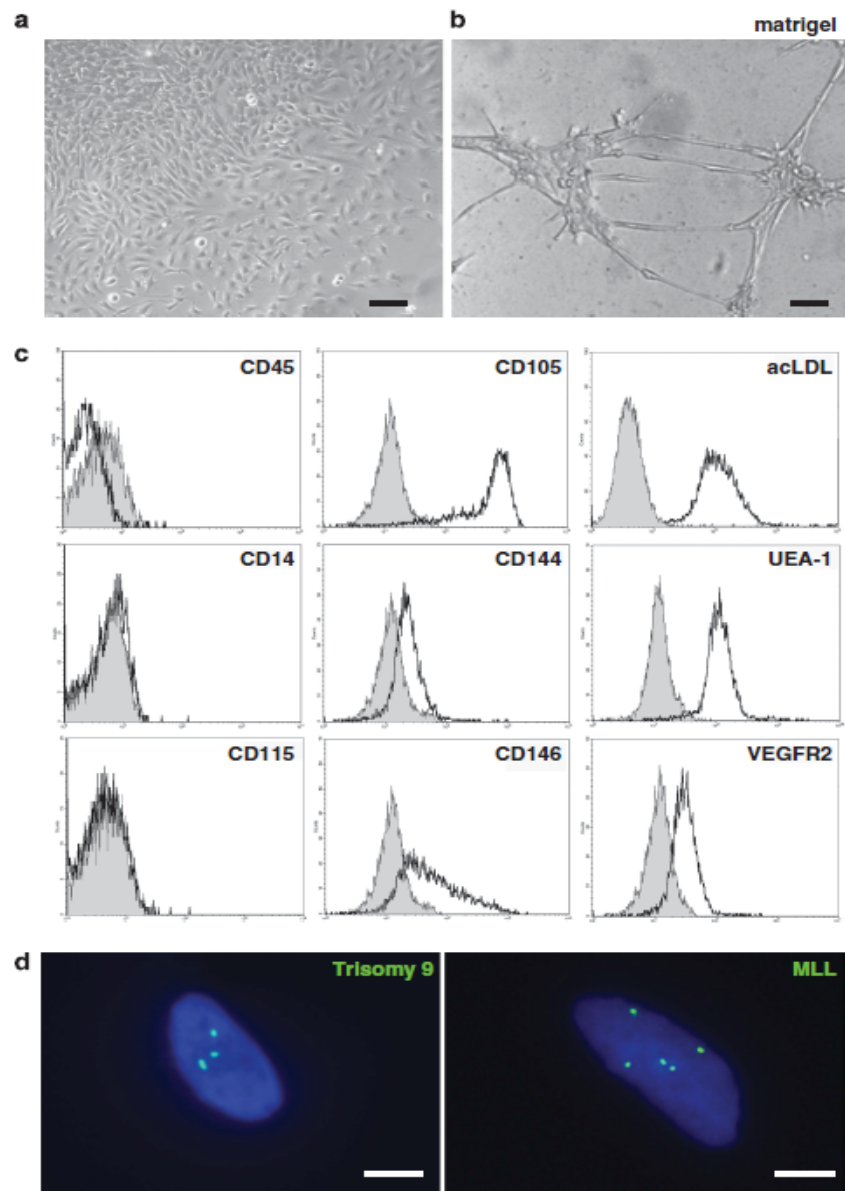 a
b
matrigel
c
CD45
CD105
acLDL
CD14
CD144
UEA-1
CD115
CD146
VEGFR2
d
Trisomy 9
MLL